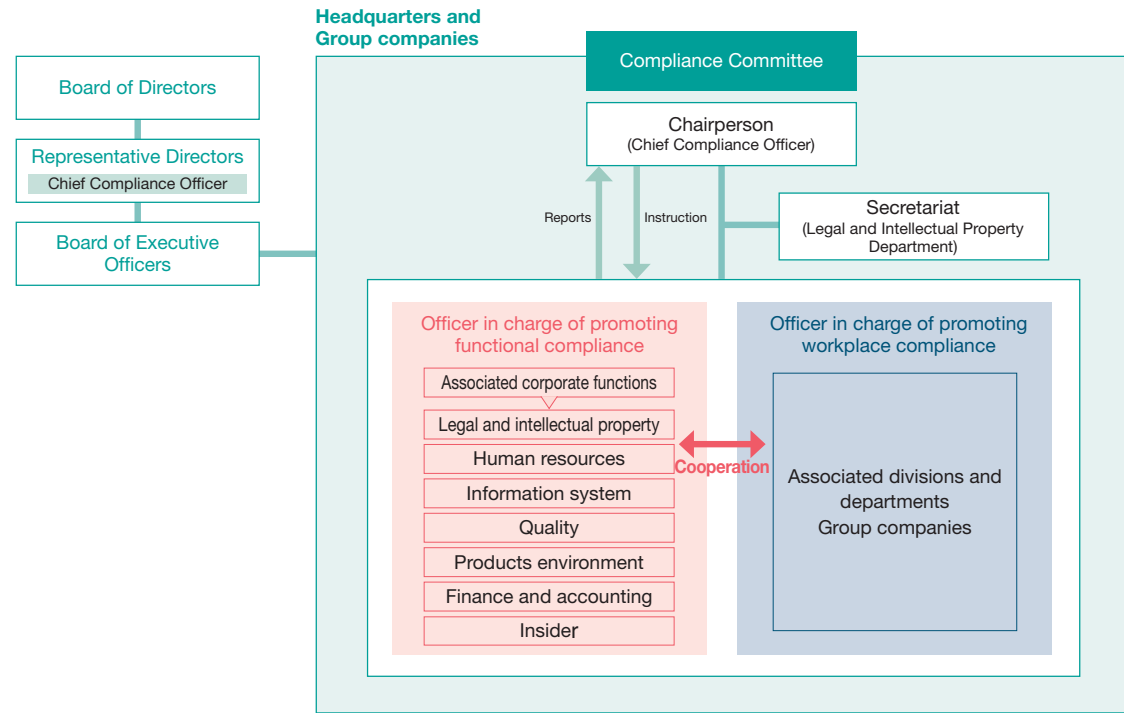 Headquarters and
Group companies
Board of Directors
Representative Directors
Chief Compliance Officer
Board of Executive
Officers
Compliance Committee
Chairperson
(Chief Compliance Officer)
Reports
Instruction
Secretariat
(Legal and Intellectual Property
Department)
Officer in charge of promoting
functional compliance
Associated corporate functions
Legal and intellectual property
Human resources
Information system
Quality
Products environment
Finance and accounting
Insider
Cooperation
Officer in charge of promoting
workplace compliance
Associated divisions and
departments
Group companies